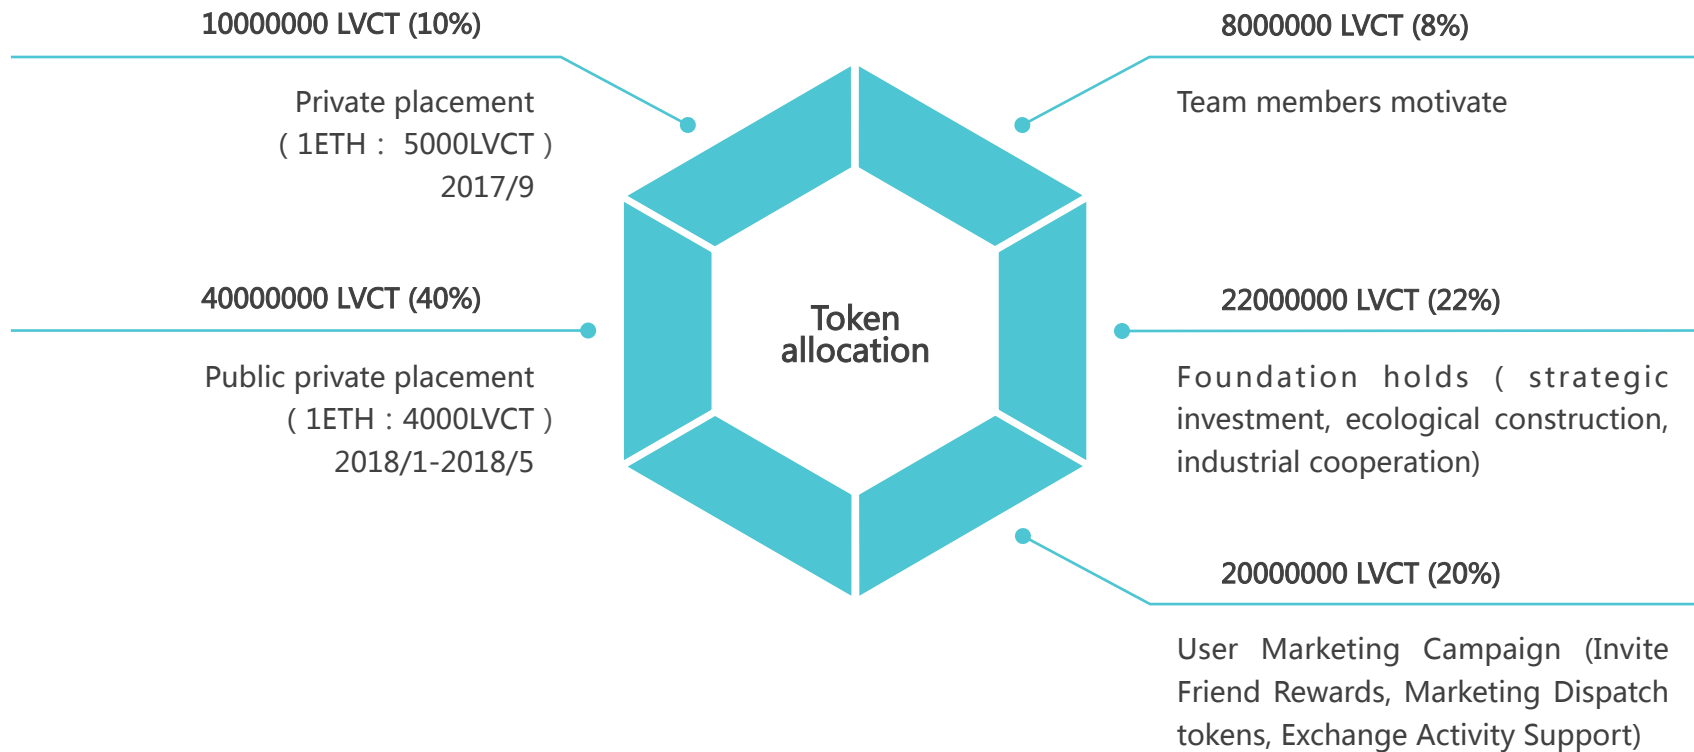 10000000 LVCT (10%)
Private placement
( 1ETH : 5000LVCT )
2017/9
40000000 LVCT (40%)
Public private placement
( 1ETH : 4000LVCT )
2018/1-2018/5
Token
allocation
8000000 LVCT (8%)
Team members motivate
22000000 LVCT (22%)
Foundation holds ( strategic
investment, ecological construction,
industrial cooperation)
20000000 LVCT (20%)
User Marketing Campaign (Invite
Friend Rewards, Marketing Dispatch
tokens, Exchange Activity Support)